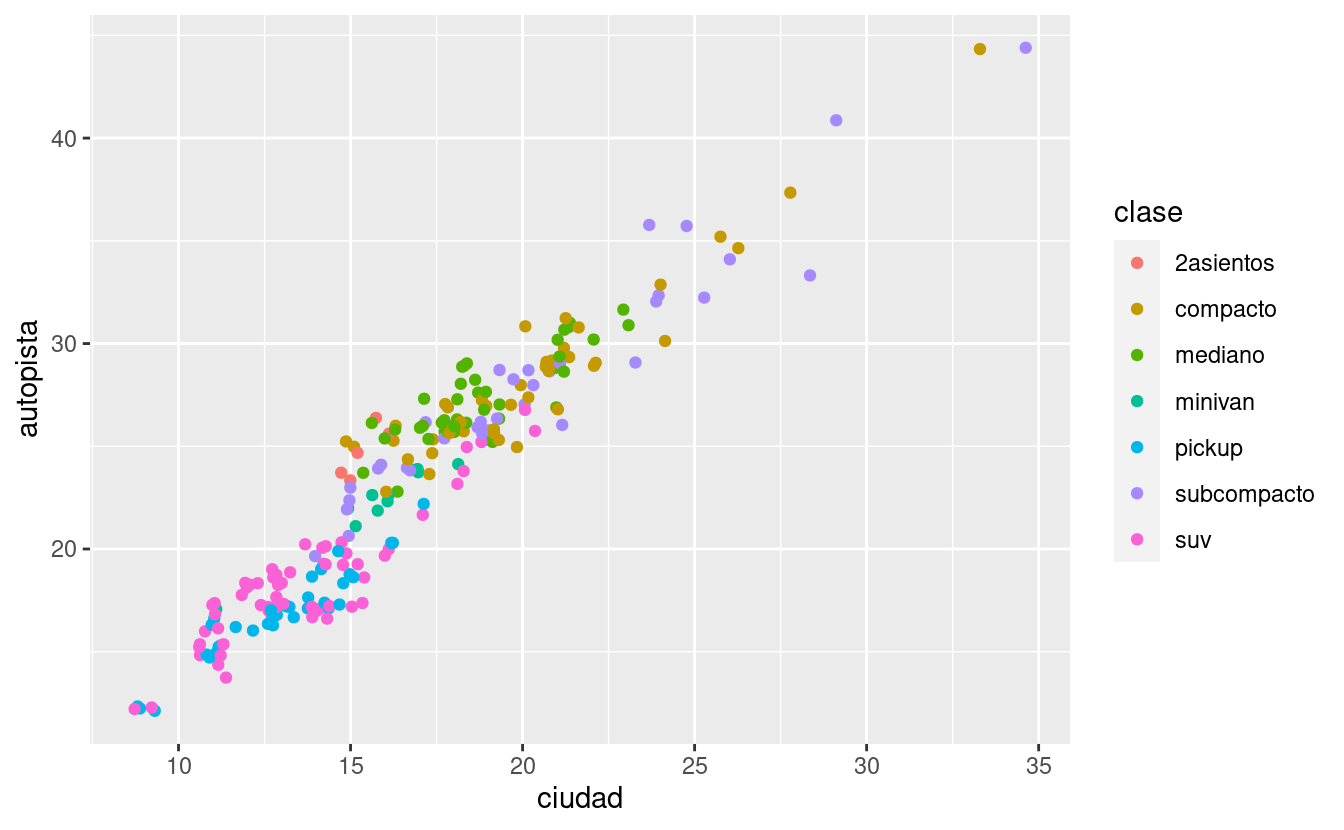 autopista
40
30
20
10
15
20
25
30
35
ciudad
clase
2asientos
compacto
mediano
minivan
pickup
subcompacto
suv